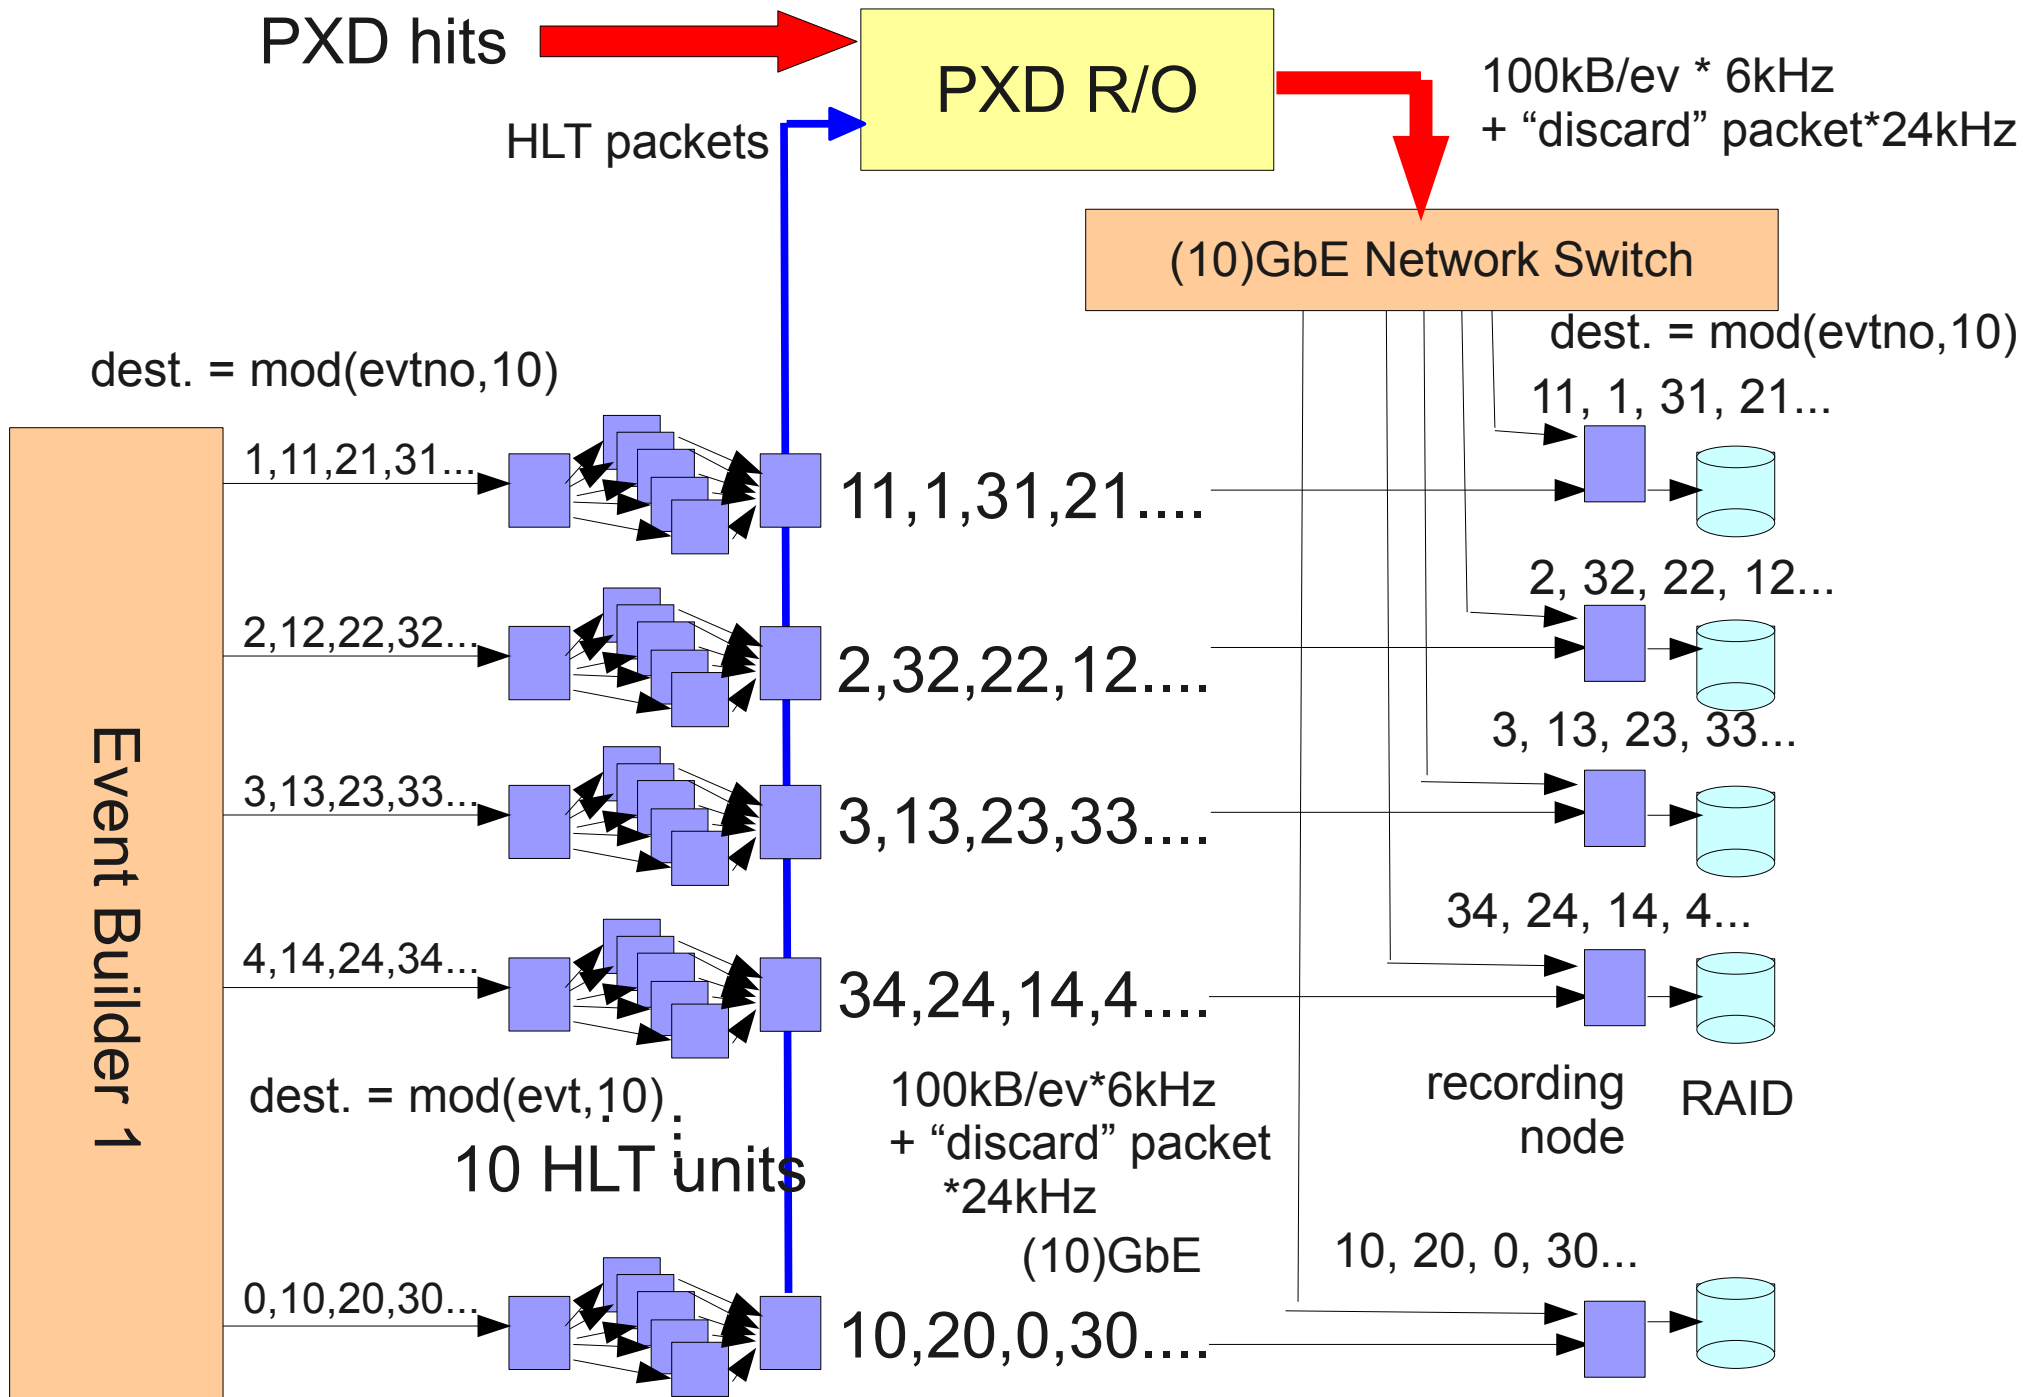 PXD hits
PXD R/O
100kB/ev * 6kHz
+ “discard” packet*24kHz
HLT packets
(10)GbE Network Switch
dest. = mod(evtno,10)
dest. = mod(evtno,10)
11, 1, 31, 21...
1,11,21,31...
11,1,31,21....
2, 32, 22, 12...
2,12,22,32...
2,32,22,12....
3, 13, 23, 33...
3,13,23,33...
3,13,23,33....
34, 24, 14, 4...
4,14,24,34...
34,24,14,4....
Event Builder 1
dest. = mod(evt,10)
10 HLT units
100kB/ev*6kHz
+ “discard” packet
*24kHz
(10)GbE
recording
node
RAID
10, 20, 0, 30...
0,10,20,30...
10,20,0,30....